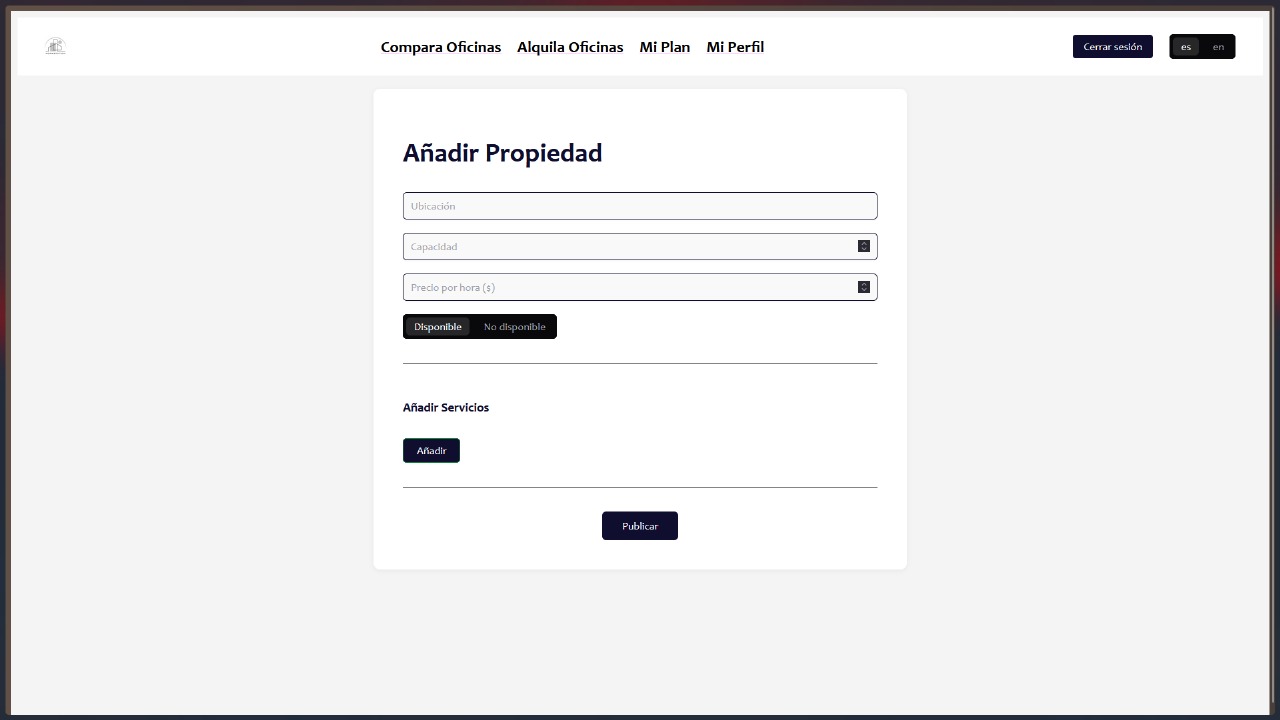 Compara Oficinas Alquila Oficinas Mi Plan Mi Perfil Cerrar sesión es en
Añadir Propiedad
Ubicación
Capacidad
Precio por hora ($)
Disponible No disponible
Añadir Servicios
Añadir
Publicar